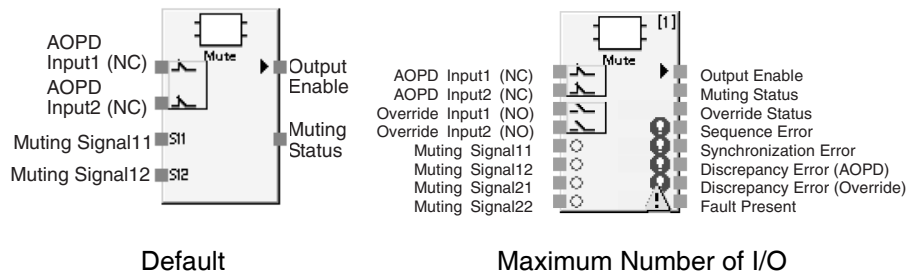 Mute
AOPD
Input1 (NC)
AOPD
Input2 (NC)
Muting Signal11
Muting Signal12
S11
S12
Output
Enable
Muting
Status
Default
[1]
Mute
AOPD Input1 (NC)
AOPD Input2 (NC)
Override Input1 (NO)
Override Input2 (NO)
Muting Signal11
Muting Signal12
Muting Signal21
Muting Signal22
Output Enable
Muting Status
Override Status
Sequence Error
Synchronization Error
Discrepancy Error (AOPD)
Discrepancy Error (Override)
Fault Present
Maximum Number of I/O